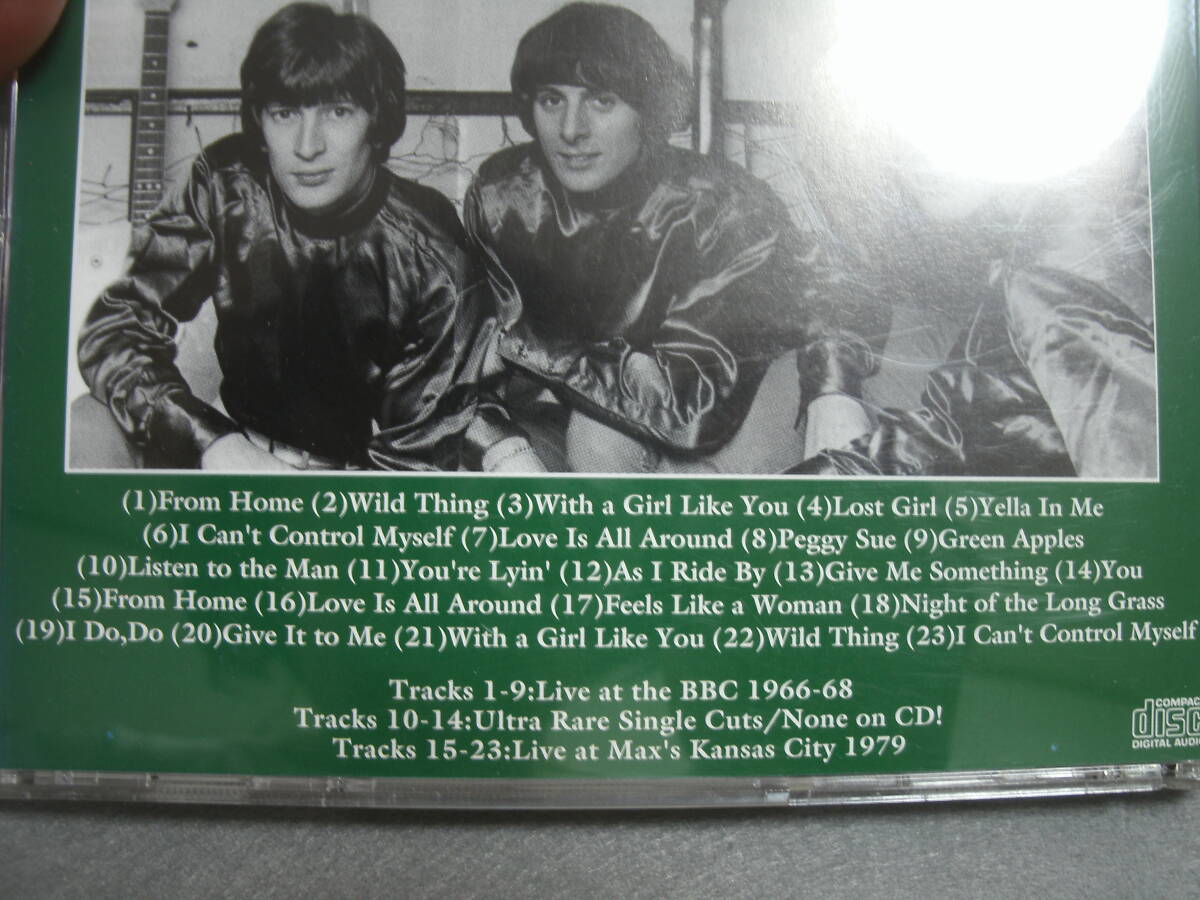 (1)From Home (2)Wild Thing (3)With a Girl Like You (4)Lost Girl (5)Yella In Me
(6)I Can't Control Myself (7)Love Is All Around (8)Peggy Sue (9)Green Apples
(10)Listen to the Man (11)You're Lyin' (12)As I Ride By (13)Give Me Something (14)You
(15)From Home (16)Love Is All Around (17)Feels Like a Woman (18)Night of the Long Grass
(19)I Do,Do (20)Give It to Me (21)With a Girl Like You (22)Wild Thing (23)I Can't Control Myself
Tracks 1-9:Live at the BBC 1966-68
Tracks 10-14:Ultra Rare Single Cuts/None on CD!
Tracks 15-23:Live at Max's Kansas City 1979
COMPAC
disc
DIGITAL AUDIO